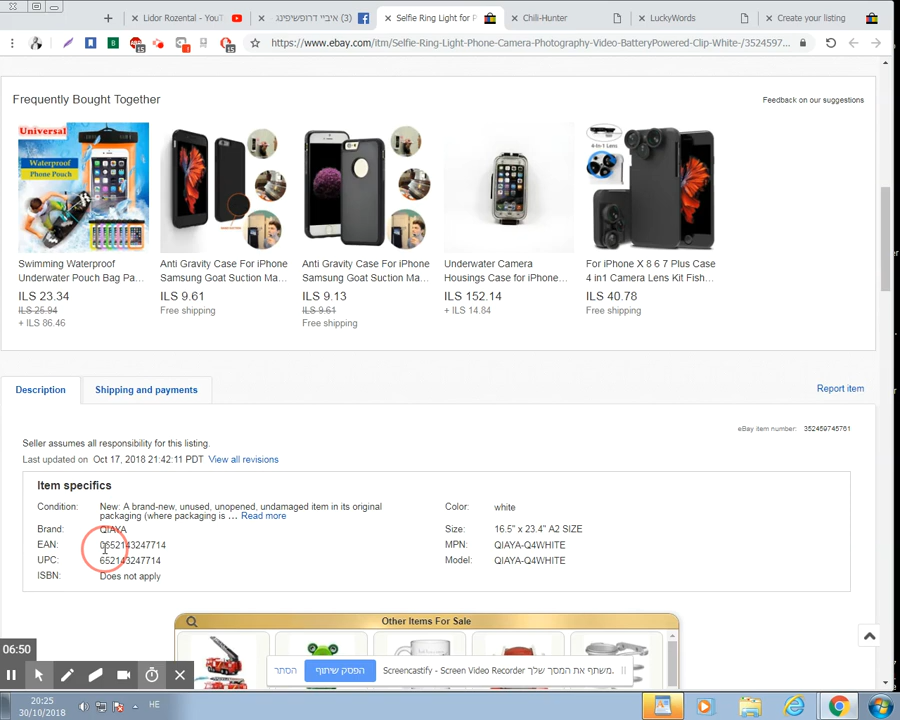 Lidor Rozental - YouT
(3) איביי דרופשיפינג
Selfie Ring Light for P
Chili-Hunter
LuckyWords
Create your listing
https://www.ebay.com/itm/Selfie-Ring-Light-Phone-Camera-Photography-Video-BatteryPowered-Clip-White-/3524597...
15
1
15
Frequently Bought Together
Feedback on our suggestions
Universal
Waterproof
Phone Pouch
4-in-1 Lens
Swimming Waterproof
Underwater Pouch Bag Pa...
ILS 23.34
ILS 25.94
+ ILS 86.46
Anti Gravity Case For iPhone
Samsung Goat Suction Ma...
ILS 9.61
Free shipping
Anti Gravity Case For iPhone
Samsung Goat Suction Ma...
ILS 9.13
ILS 9.61
Free shipping
Underwater Camera
Housings Case for iPhone...
ILS 152.14
+ ILS 14.84
For iPhone X 8 6 7 Plus Case
4 in1 Camera Lens Kit Fish...
ILS 40.78
Free shipping
Description
Shipping and payments
Report item
eBay item number: 352459745761
Seller assumes all responsibility for this listing.
Last updated on Oct 17, 2018 21:42:11 PDT View all revisions
Item specifics
Condition: New: A brand-new, unused, unopened, undamaged item in its original
packaging (where packaging is ... Read more
Color: white
Brand: QIAYA
Size: 16.5" x 23.4" A2 SIZE
EAN: 0652143247714
MPN: QIAYA-Q4WHITE
UPC: 652143247714
Model: QIAYA-Q4WHITE
ISBN: Does not apply
Other Items For Sale
06:50
הסתר
הפסק שיתוף
Screencastify - Screen Video Recorder משתף את המסך שלך.
20:25
30/10/2018
HE